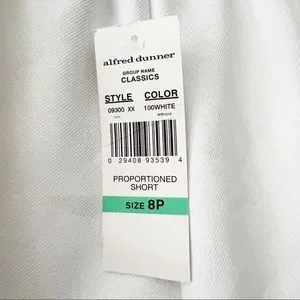 alfred dunner
GROUP NAME
CLASSICS
STYLE COLOR
09300 XX 100WHITE
0 29408 93539 4
PROPORTIONED
SHORT
SIZE 8P